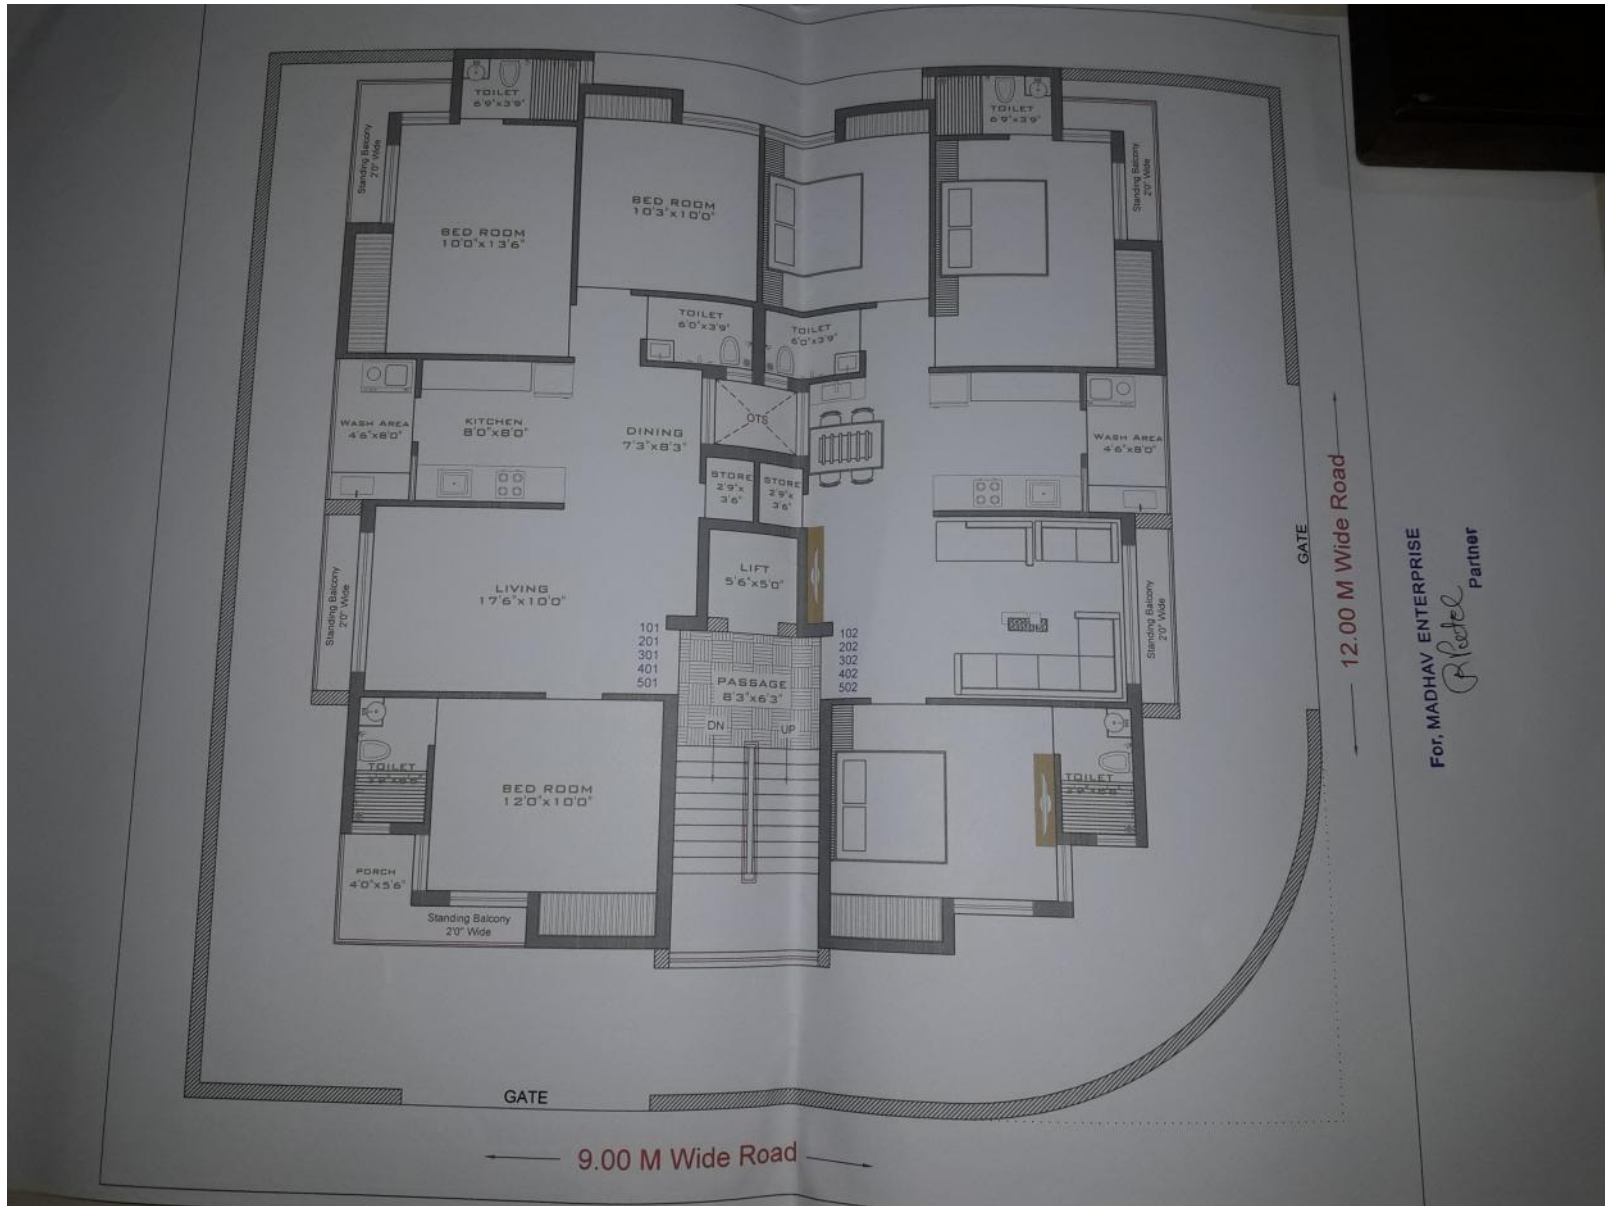 TOILET
6'9"x3'9"
TOILET
6'9"x3'9"
Standing Balcony
2'0" Wide
Standing Balcony
2'0" Wide
BED ROOM
10'3"x10'0"
BED ROOM
10'0"x13'6"
TOILET
6'0"x3'9"
TOILET
6'0"x3'9"
WASH AREA
4'6"x8'0"
KITCHEN
8'0"x8'0"
DINING
7'3"x8'3"
OTS
WASH AREA
4'6"x8'0"
STORE
2'9"x
3'6"
STORE
2'9"x
3'6"
LIFT
5'6"x5'0"
LIVING
17'6"x10'0"
Standing Balcony
2'0" Wide
Standing Balcony
2'0" Wide
101
201
301
401
501
102
202
302
402
502
PASSAGE
8'3"x6'3"
DN
UP
TOILET
TOILET
BED ROOM
12'0"x10'0"
PORCH
4'0"x5'6"
Standing Balcony
2'0" Wide
GATE
12.00 M Wide Road
For, MADHAV ENTERPRISE
Partner
GATE
9.00 M Wide Road